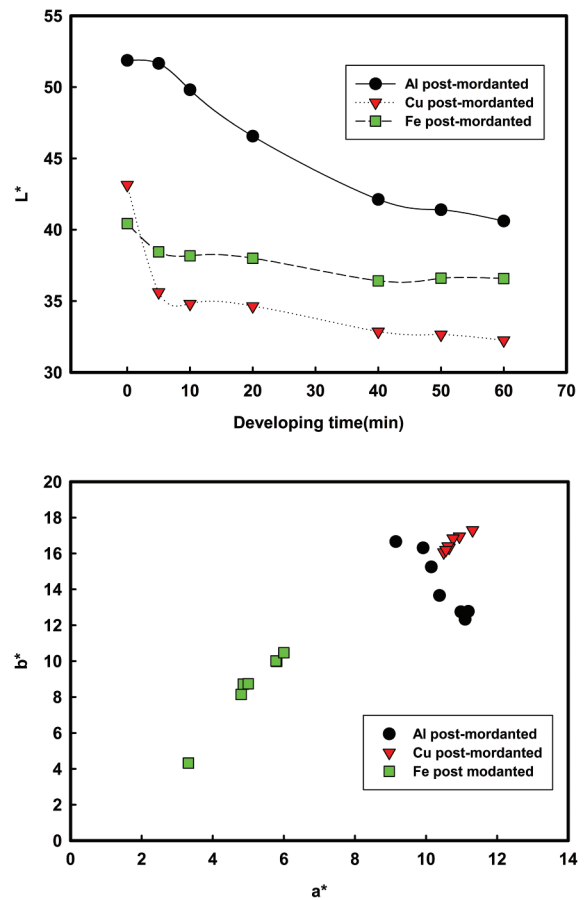 55
50
45
40
35
30
L*
Al post-mordanted
Cu post-mordanted
Fe post-mordanted
0 10 20 30 40 50 60 70
Developing time(min)
20
18
16
14
12
10
8
6
4
2
0
b*
Al post-mordanted
Cu post-mordanted
Fe post modanted
0 2 4 6 8 10 12 14
a*